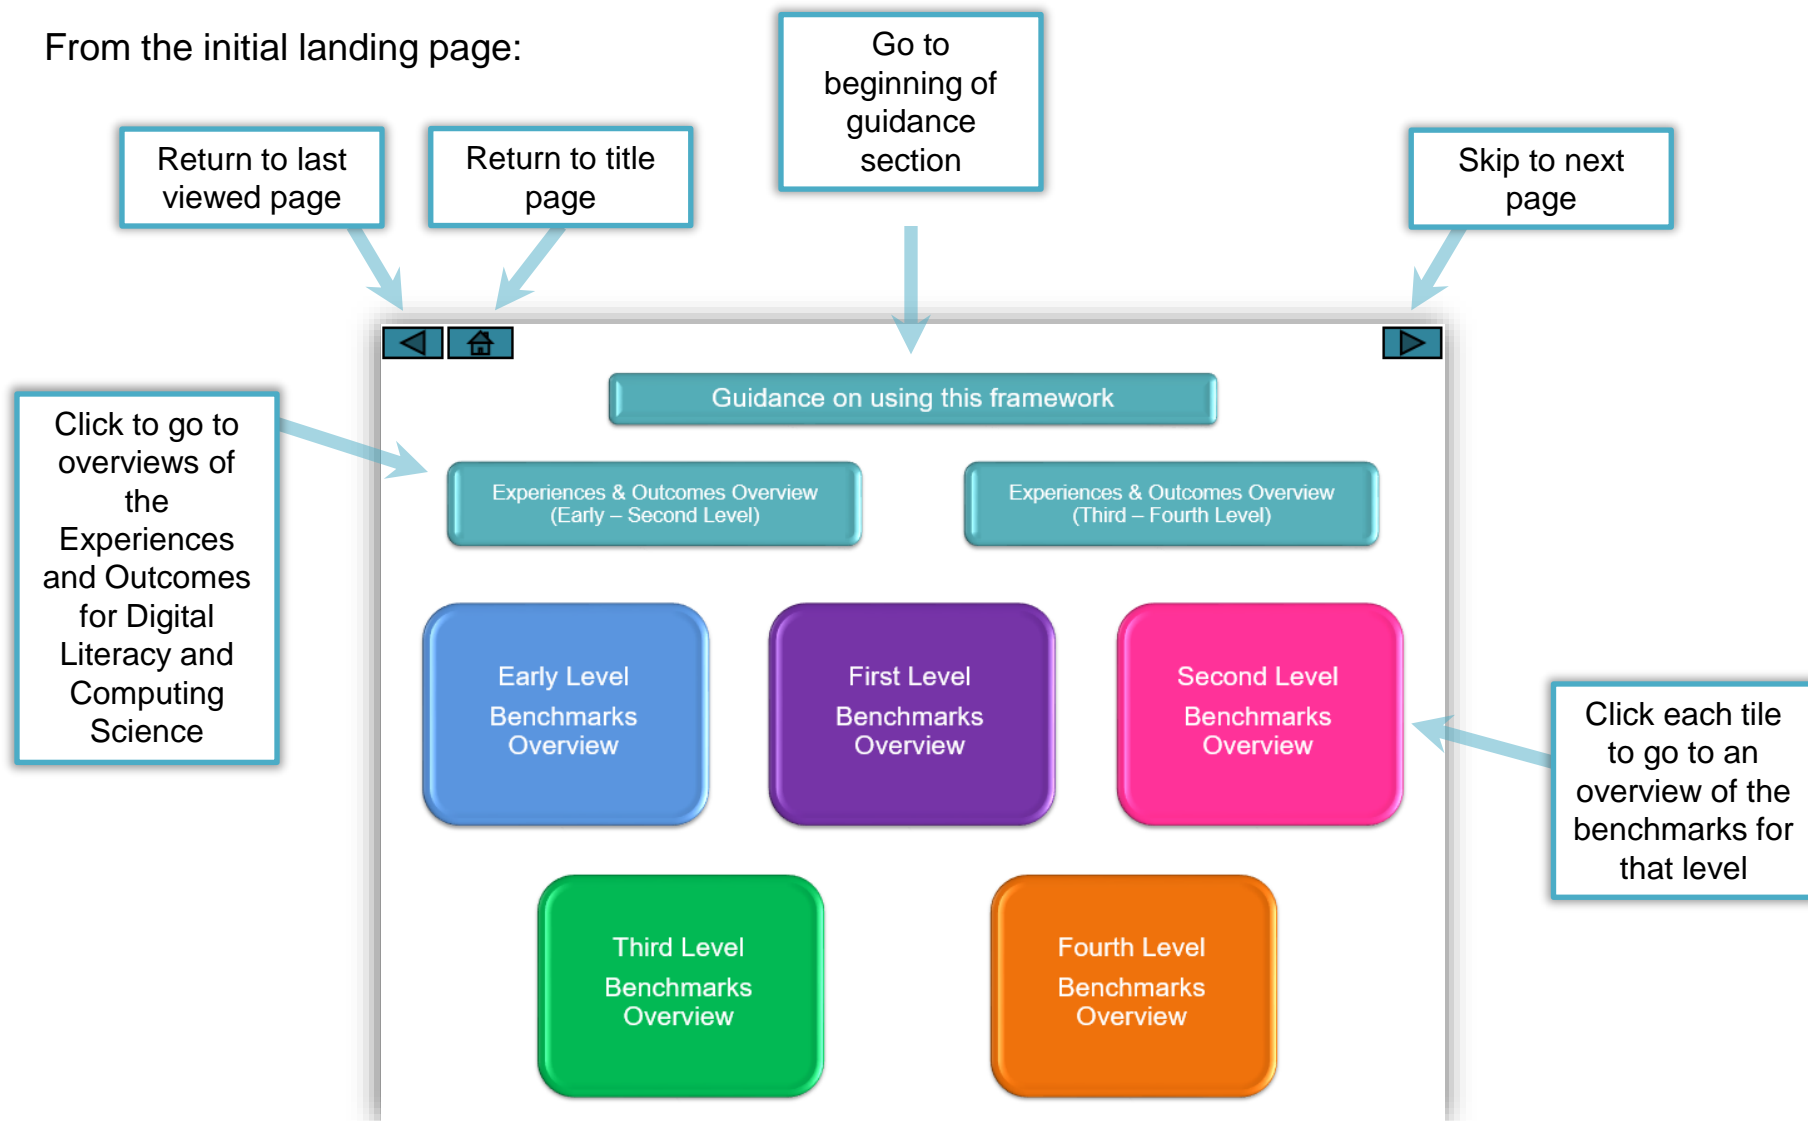 From the initial landing page:
Go to
beginning of
guidance
section
Return to last
viewed page
Return to title
page
Skip to next
page
Guidance on using this framework
Click to go to
overviews of
the
Experiences
and Outcomes
for Digital
Literacy and
Computing
Science
Experiences & Outcomes Overview
(Early – Second Level)
Experiences & Outcomes Overview
(Third – Fourth Level)
Early Level
Benchmarks
Overview
First Level
Benchmarks
Overview
Second Level
Benchmarks
Overview
Click each tile
to go to an
overview of the
benchmarks for
that level
Third Level
Benchmarks
Overview
Fourth Level
Benchmarks
Overview